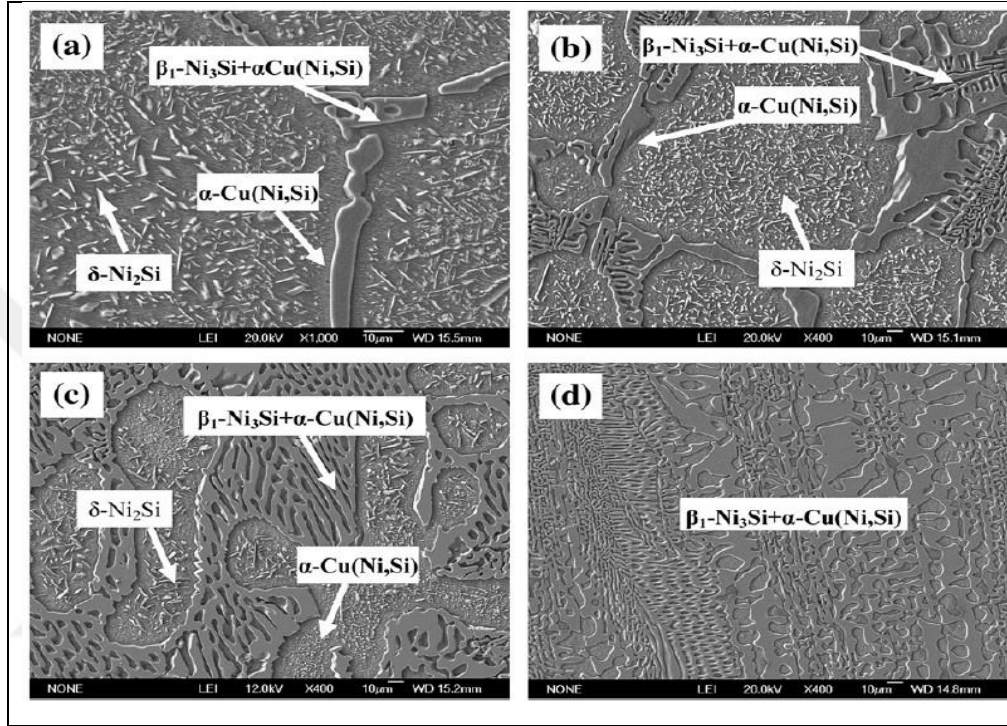 (a)
β₁-Ni₃Si+αCu(Ni,Si)
α-Cu(Ni,Si)
δ-Ni₂Si
NONE LEI 20.0kV X1,000 10μm WD 15.5mm
(b)
β₁-Ni₃Si+α-Cu(Ni,Si)
α-Cu(Ni,Si)
δ-Ni₂Si
NONE LEI 20.0kV X400 10μm WD 15.1mm
(c)
β₁-Ni₃Si+α-Cu(Ni,Si)
δ-Ni₂Si
α-Cu(Ni,Si)
NONE LEI 12.0kV X400 10μm WD 15.2mm
(d)
β₁-Ni₃Si+α-Cu(Ni,Si)
NONE LEI 20.0kV X400 10μm WD 14.8mm